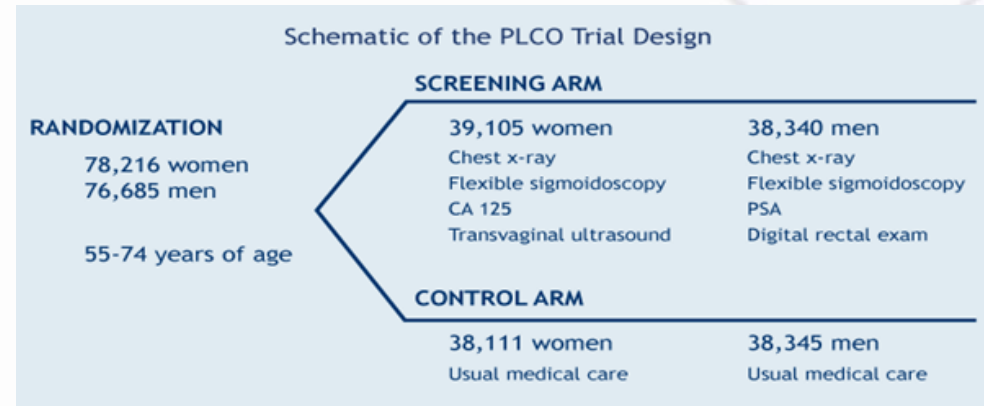 Schematic of the PLCO Trial Design
RANDOMIZATION
78,216 women
76,685 men
55-74 years of age
SCREENING ARM
39,105 women
Chest x-ray
Flexible sigmoidoscopy
CA 125
Transvaginal ultrasound
38,340 men
Chest x-ray
Flexible sigmoidoscopy
PSA
Digital rectal exam
CONTROL ARM
38,111 women
Usual medical care
38,345 men
Usual medical care